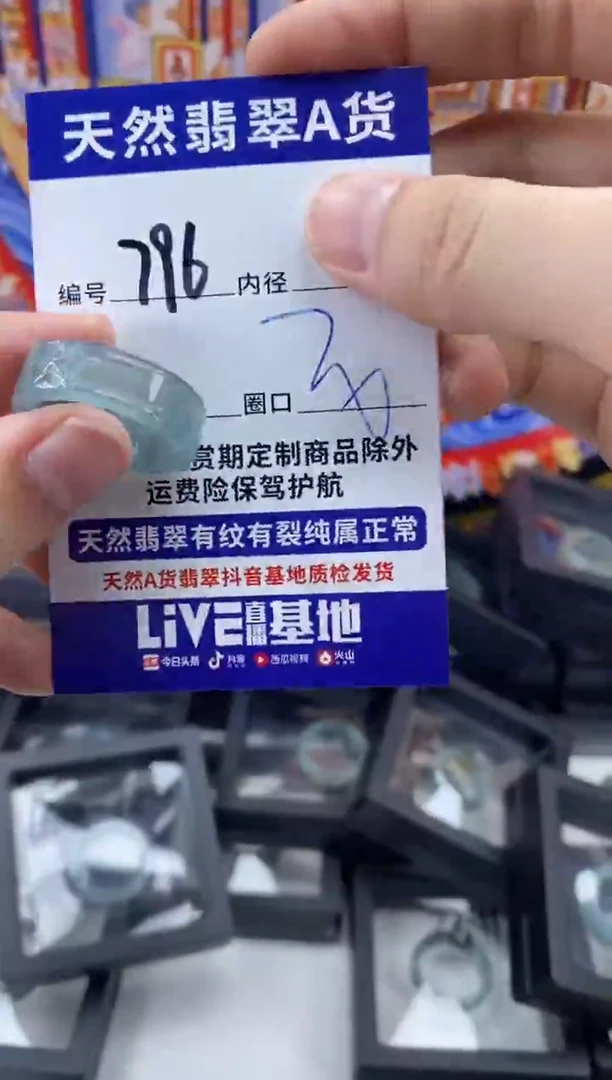 天然翡翠A货
编号 796 内径
圈口
赏期定制商品除外
运费险保驾护航
天然翡翠有纹有裂纯属正常
天然A货翡翠抖音基地质检发货
LiVE直播基地
今日头条 抖音 西瓜视频 火山